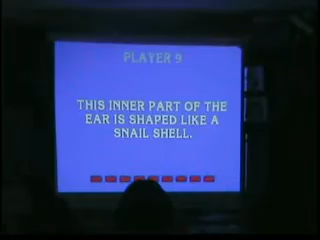 PLAYER 9
THIS INNER PART OF THE
EAR IS SHAPED LIKE A
SNAIL SHELL.